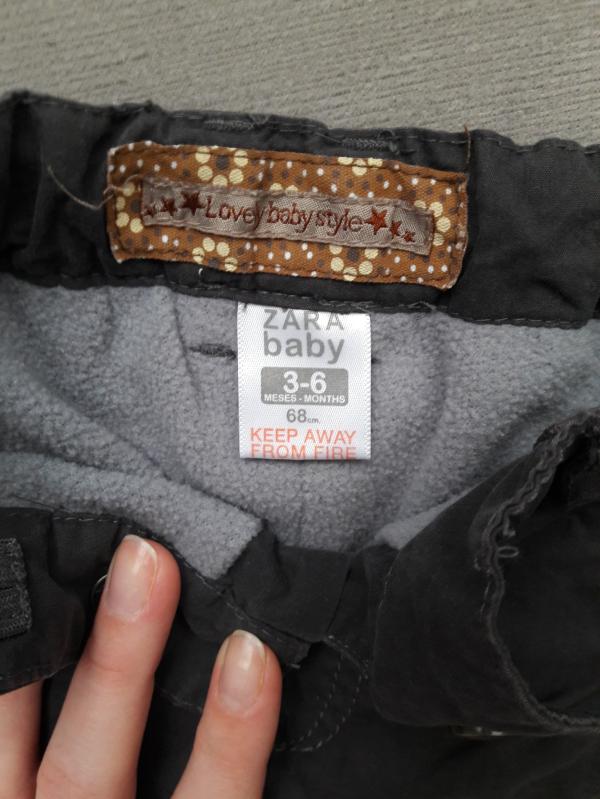 Lovely baby style
ZARA
baby
3-6
MESES - MONTHS
68cm.
KEEP AWAY
FROM FIRE